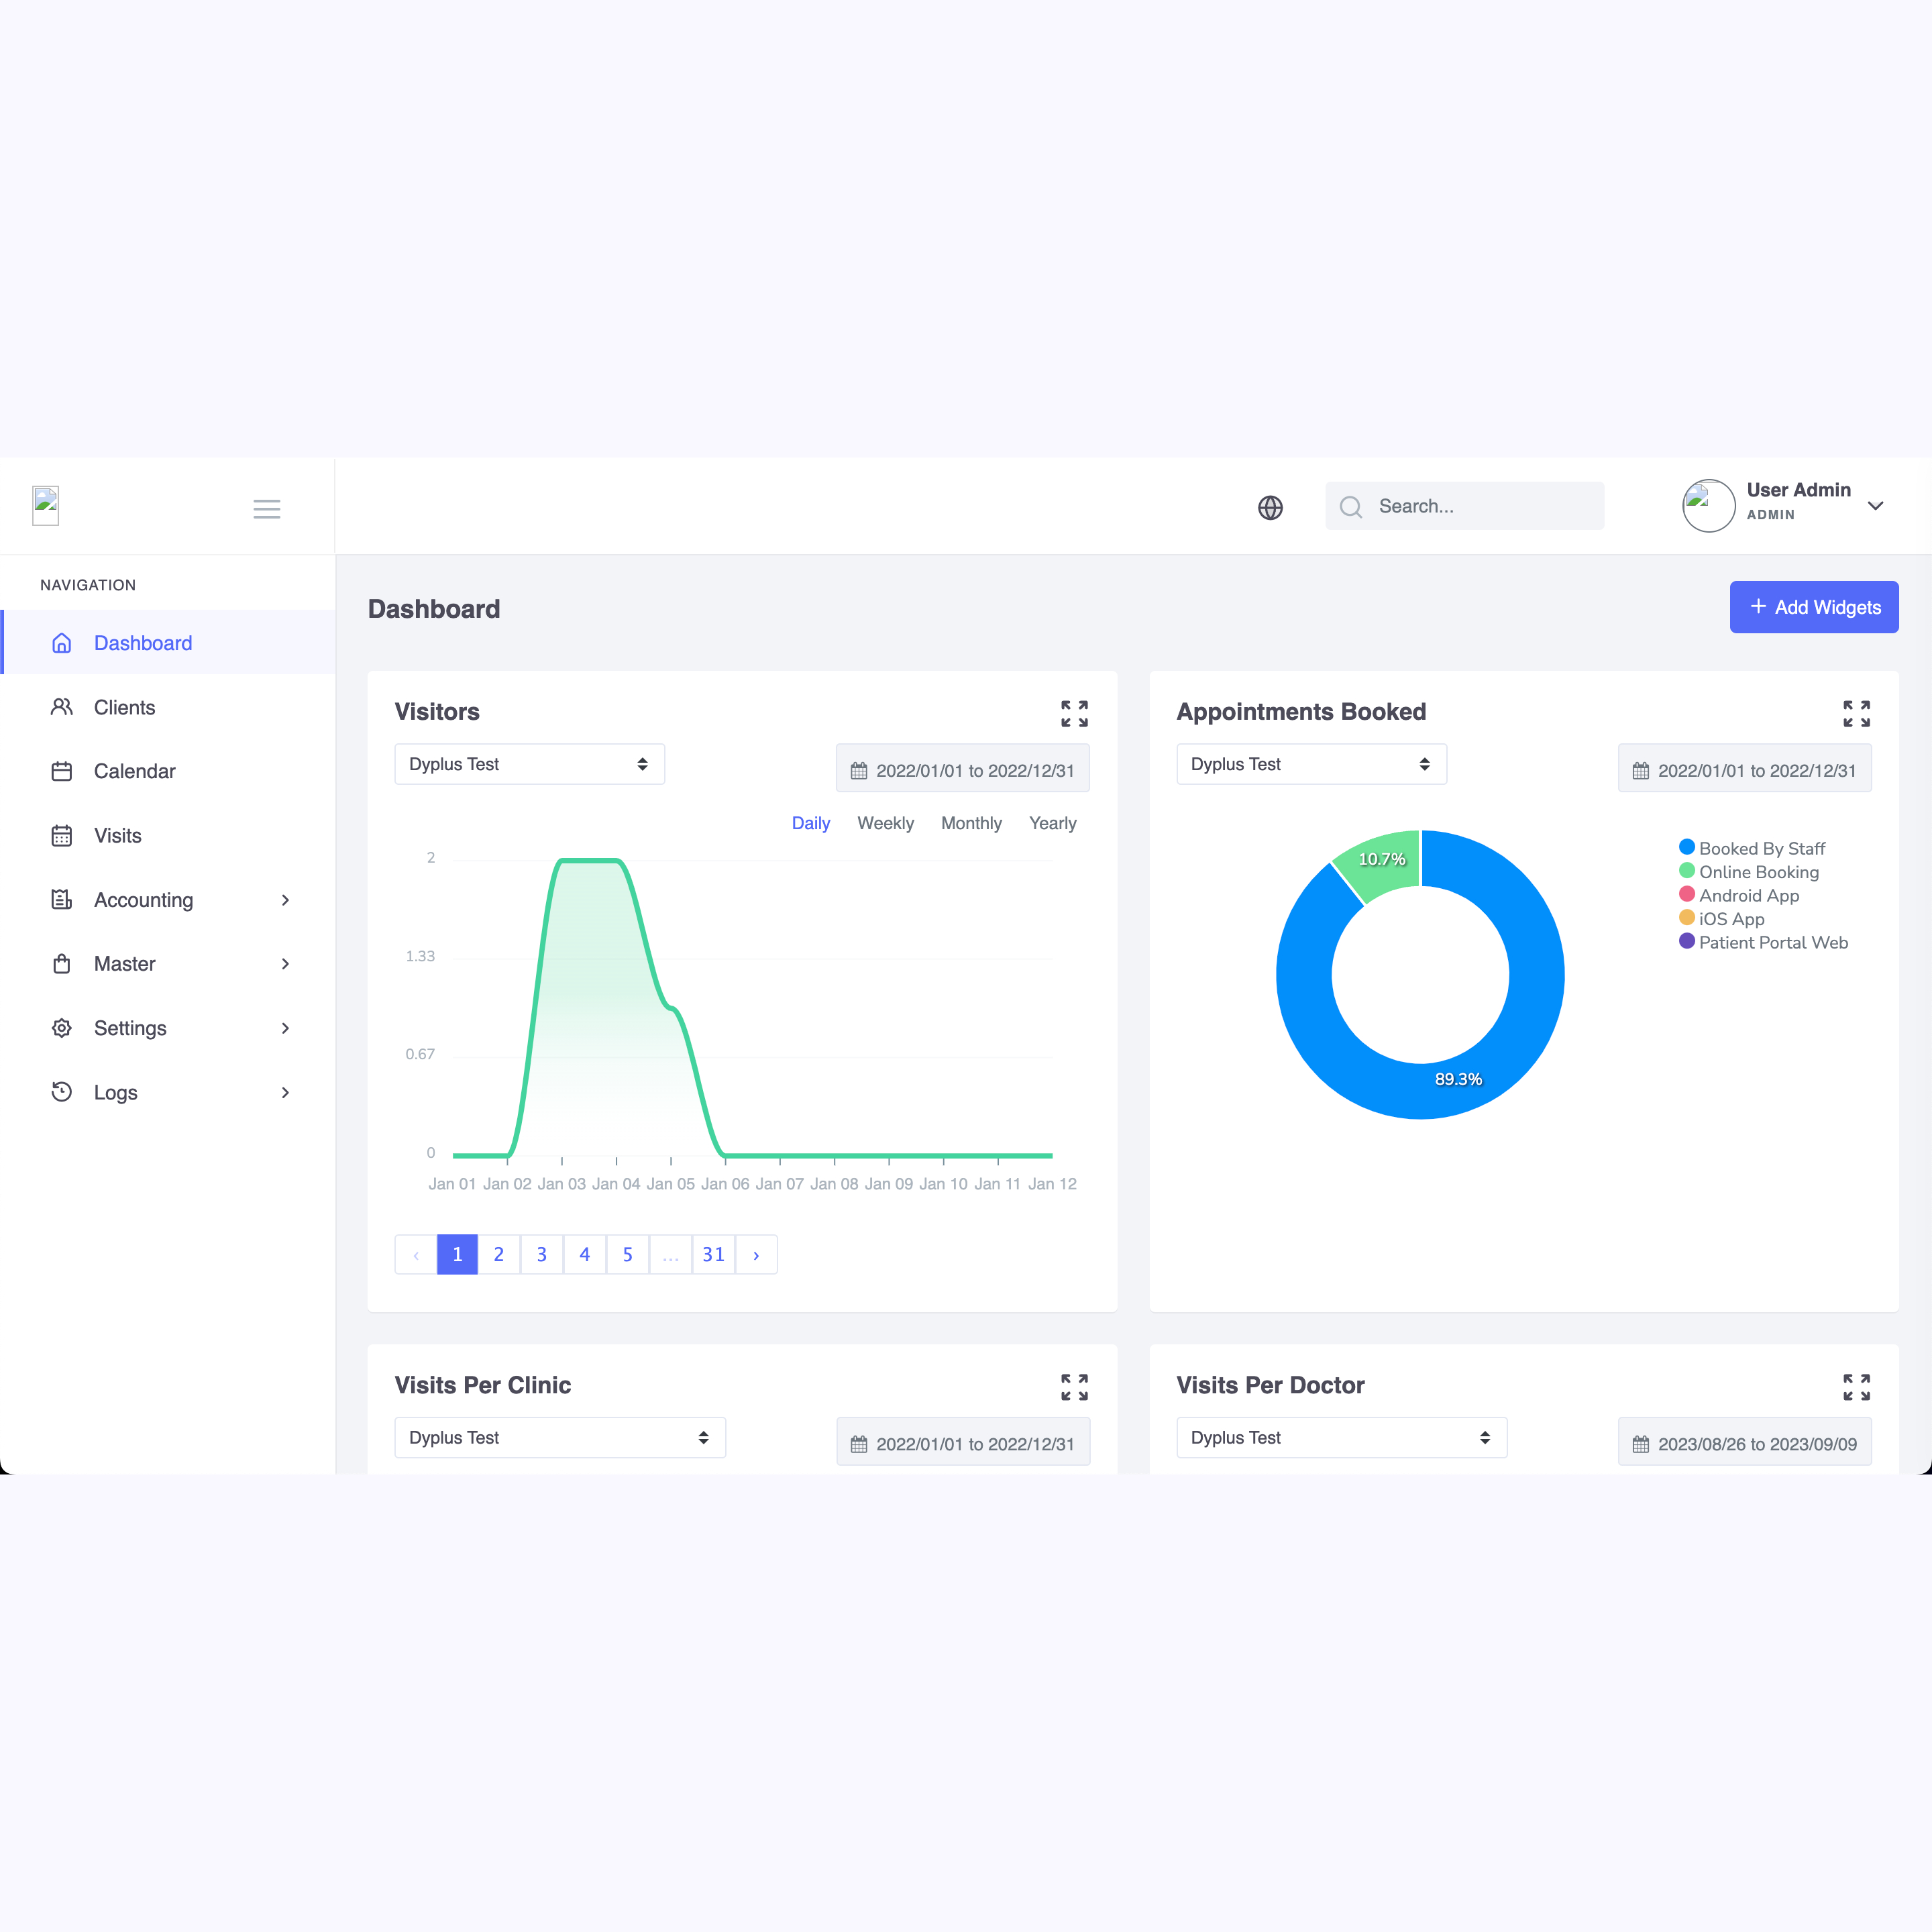 Search...
User Admin
ADMIN
NAVIGATION
Dashboard
Clients
Calendar
Visits
Accounting
Master
Settings
Logs
Dashboard
+ Add Widgets
Visitors
Dyplus Test
2022/01/01 to 2022/12/31
Daily Weekly Monthly Yearly
2
1.33
0.67
0
Jan 01 Jan 02 Jan 03 Jan 04 Jan 05 Jan 06 Jan 07 Jan 08 Jan 09 Jan 10 Jan 11 Jan 12
‹ 1 2 3 4 5 ... 31 ›
Appointments Booked
Dyplus Test
2022/01/01 to 2022/12/31
10.7%
89.3%
Booked By Staff
Online Booking
Android App
iOS App
Patient Portal Web
Visits Per Clinic
Dyplus Test
2022/01/01 to 2022/12/31
Visits Per Doctor
Dyplus Test
2023/08/26 to 2023/09/09